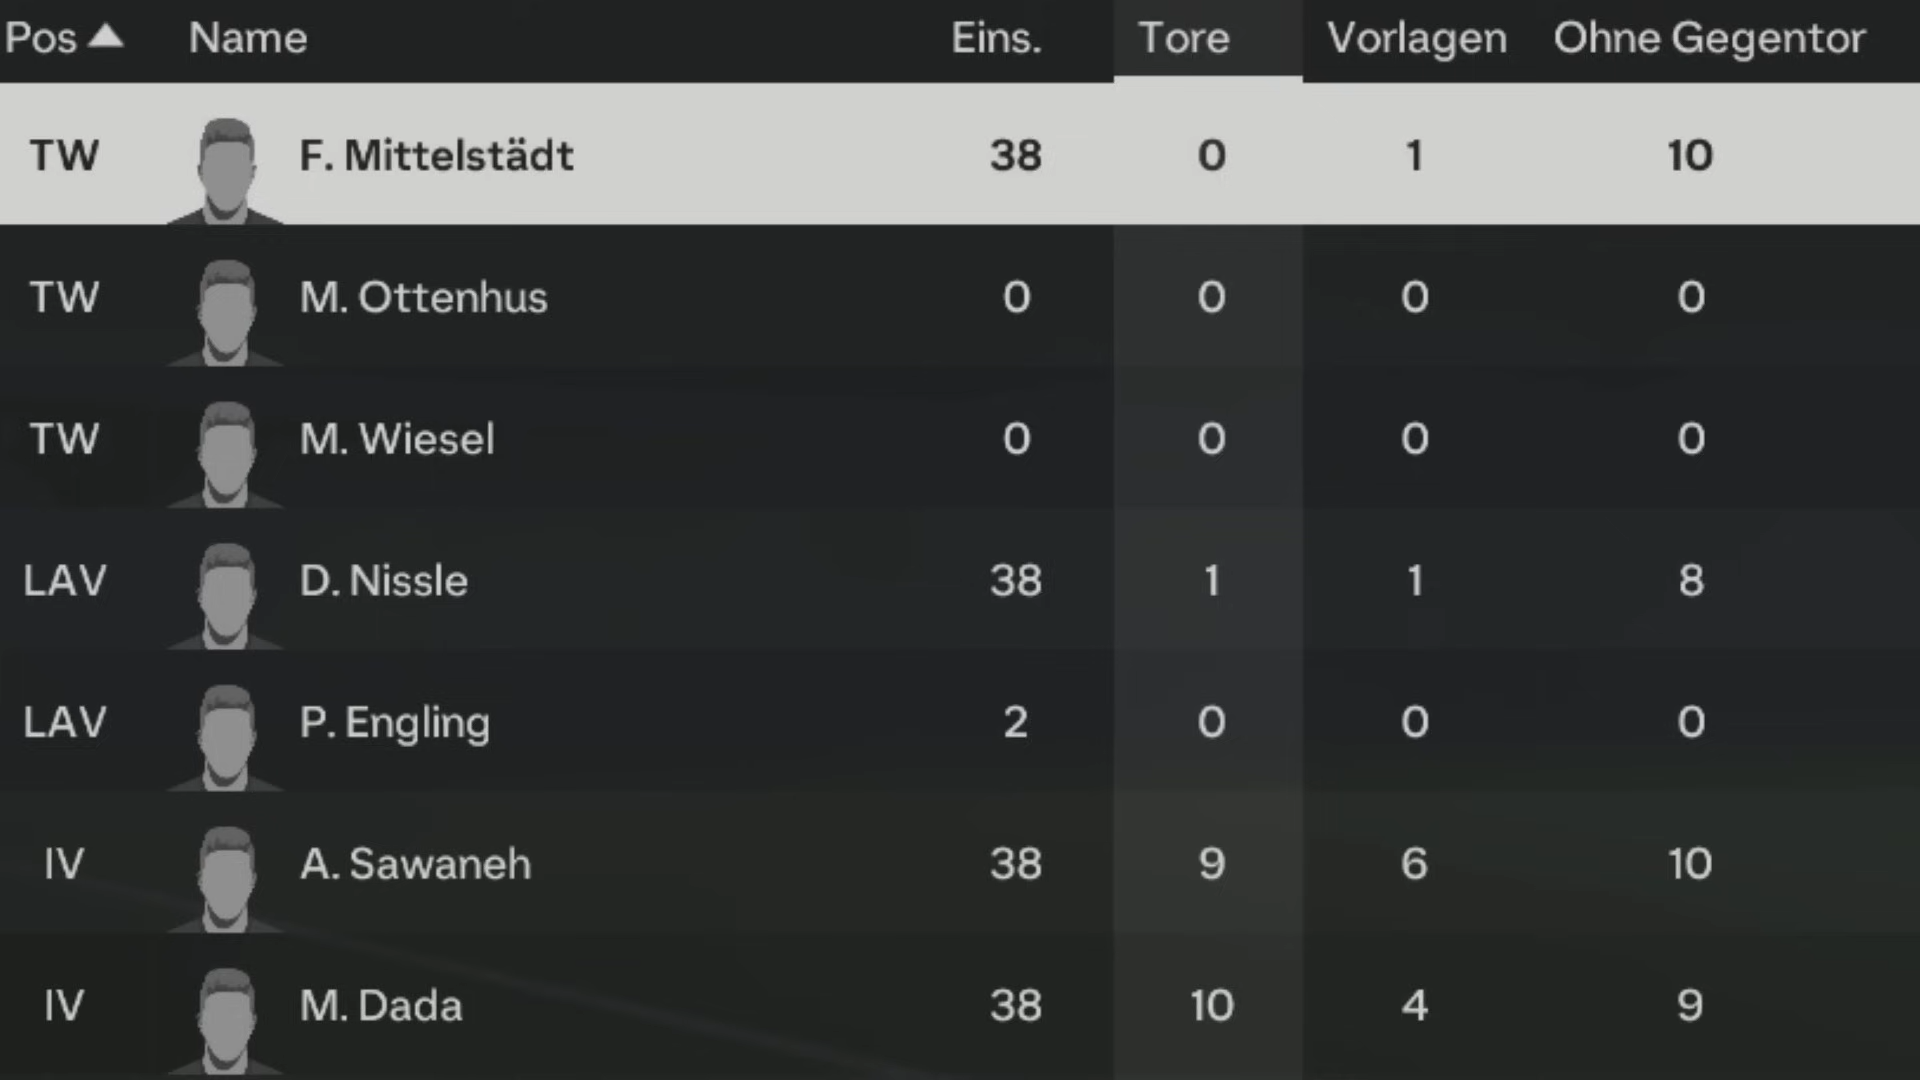 Pos Name Eins. Tore Vorlagen Ohne Gegentor
TW F. Mittelstädt 38 0 1 10
TW M. Ottenhus 0 0 0 0
TW M. Wiesel 0 0 0 0
LAV D. Nissle 38 1 1 8
LAV P. Engling 2 0 0 0
IV A. Sawaneh 38 9 6 10
IV M. Dada 38 10 4 9